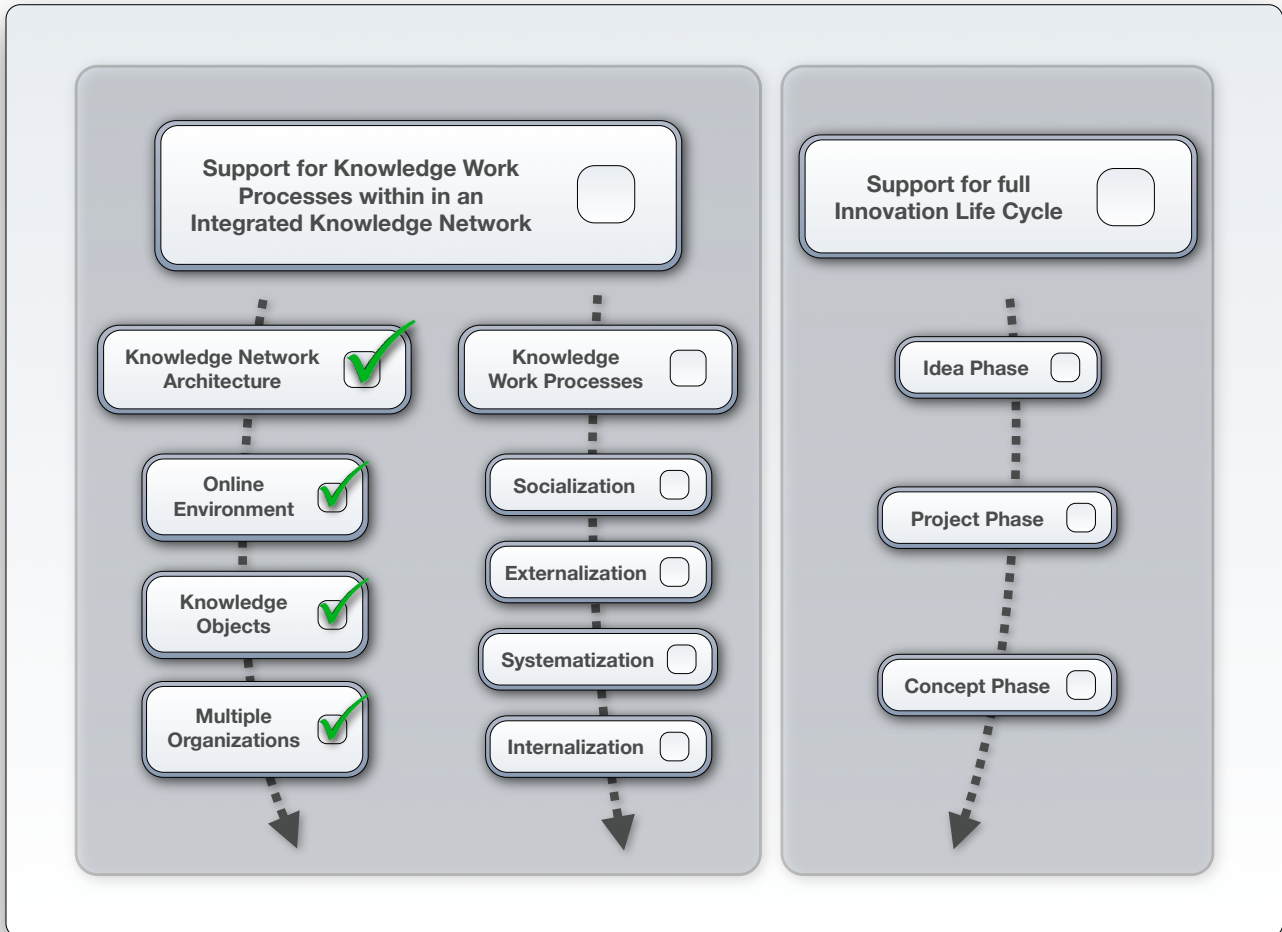 Support for Knowledge Work
Processes within in an
Integrated Knowledge Network
Knowledge Network
Architecture
Online
Environment
Knowledge
Objects
Multiple
Organizations
Knowledge
Work Processes
Socialization
Externalization
Systematization
Internalization
Support for full
Innovation Life Cycle
Idea Phase
Project Phase
Concept Phase